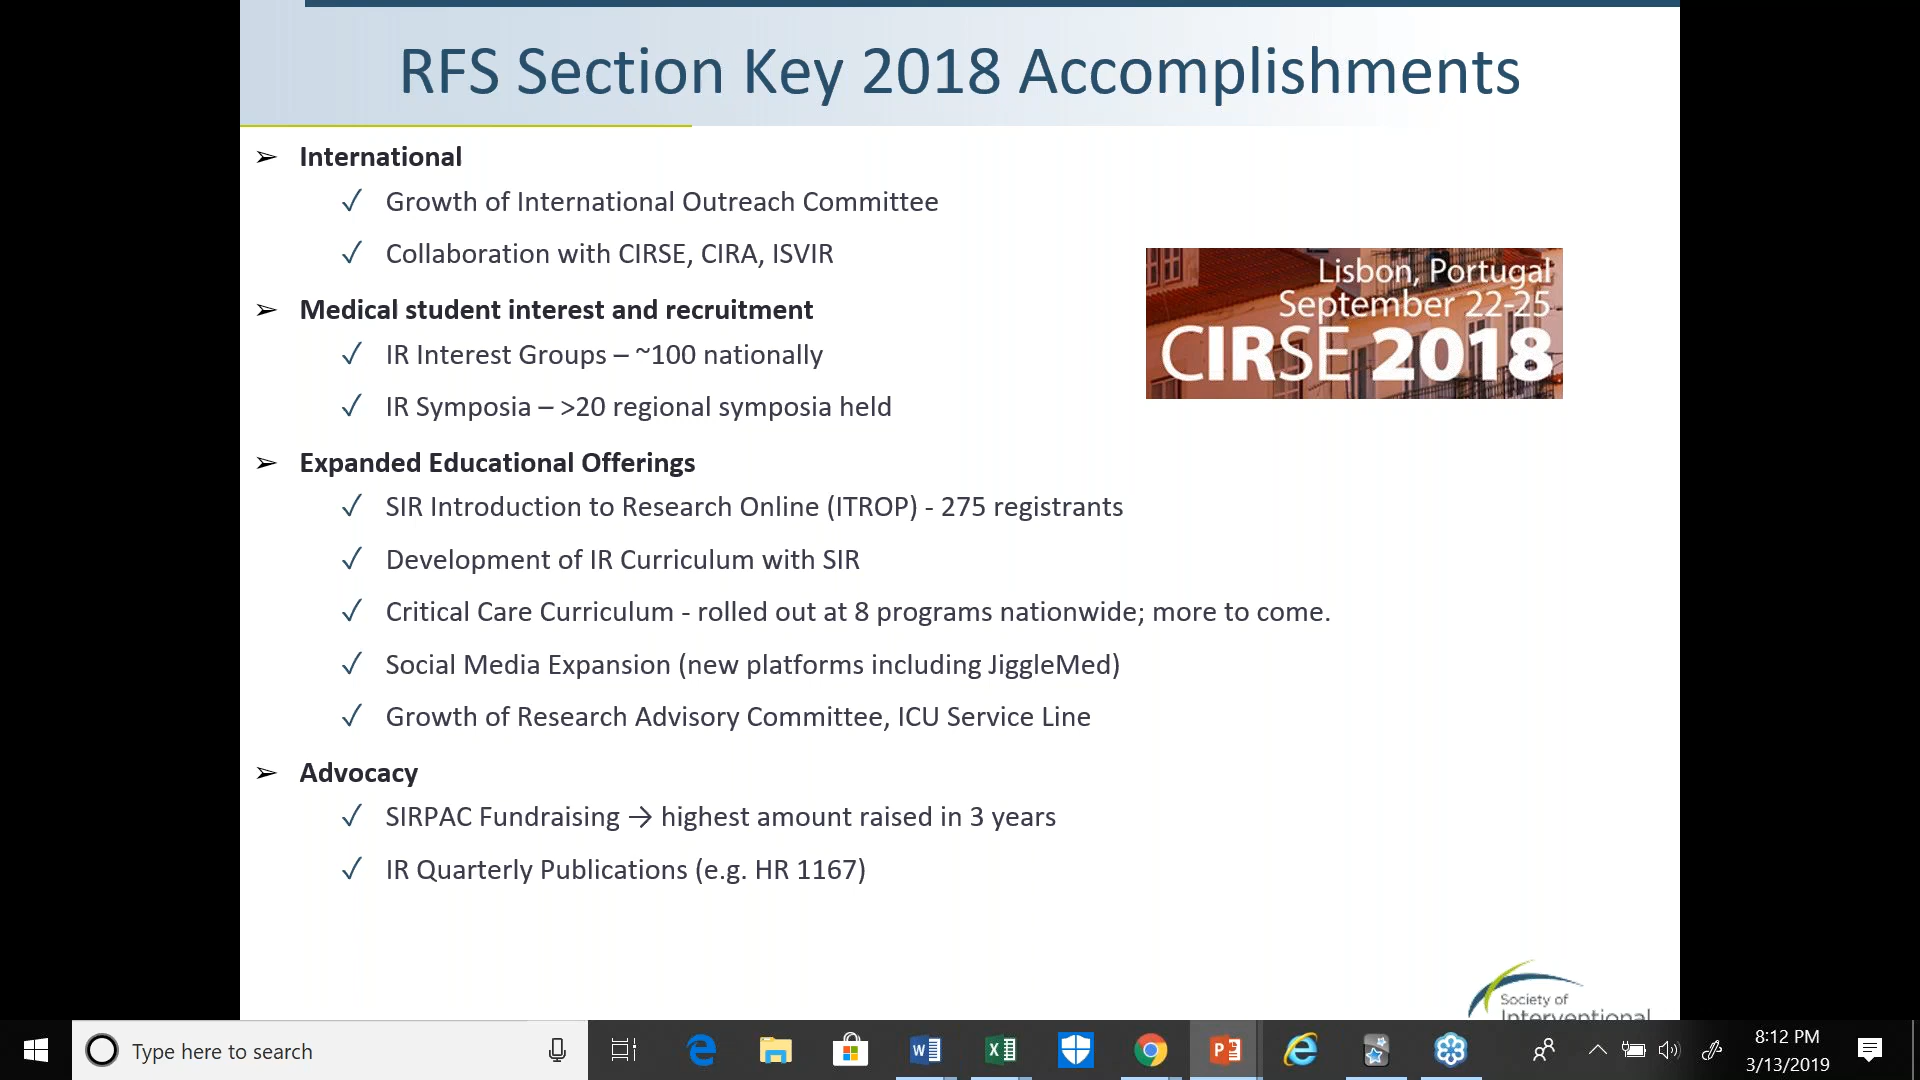 RFS Section Key 2018 Accomplishments
➢ International
✓ Growth of International Outreach Committee
✓ Collaboration with CIRSE, CIRA, ISVIR
➢ Medical student interest and recruitment
✓ IR Interest Groups – ~100 nationally
✓ IR Symposia – >20 regional symposia held
Lisbon, Portugal
September 22-25
CIRSE 2018
➢ Expanded Educational Offerings
✓ SIR Introduction to Research Online (ITROP) - 275 registrants
✓ Development of IR Curriculum with SIR
✓ Critical Care Curriculum - rolled out at 8 programs nationwide; more to come.
✓ Social Media Expansion (new platforms including JiggleMed)
✓ Growth of Research Advisory Committee, ICU Service Line
➢ Advocacy
✓ SIRPAC Fundraising → highest amount raised in 3 years
✓ IR Quarterly Publications (e.g. HR 1167)
Society of
Interventional
Type here to search
8:12 PM
3/13/2019